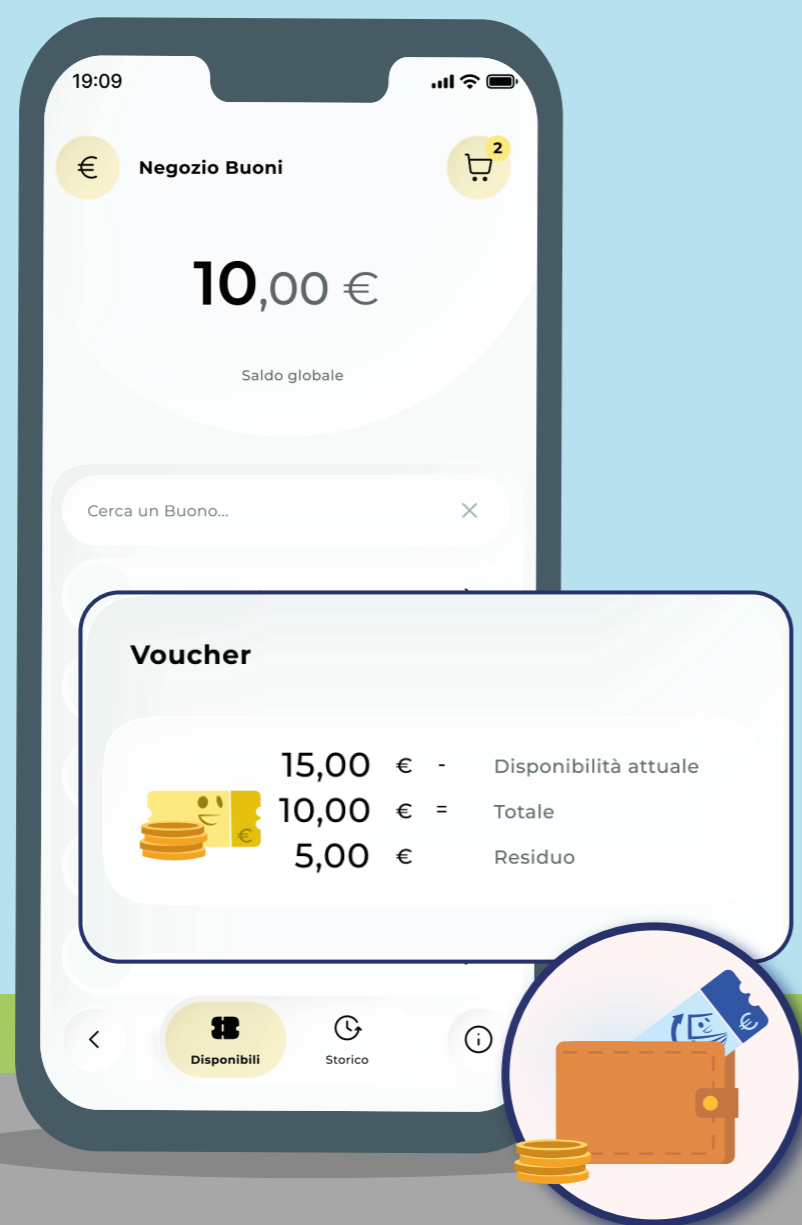 19:09
€ Negozio Buoni 2
10,00 €
Saldo globale
Cerca un Buono...
Voucher
15,00 € - Disponibilità attuale
10,00 € = Totale
5,00 € Residuo
€
€
Disponibili Storico